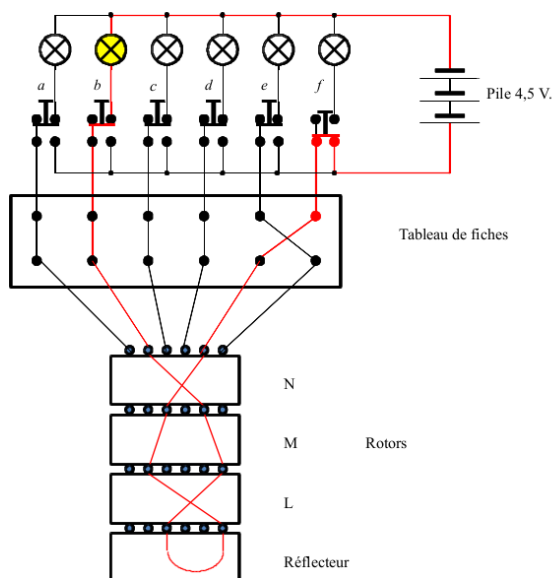 a b c d e f
Pile 4,5 V.
Tableau de fiches
N
M Rotors
L
Réflecteur